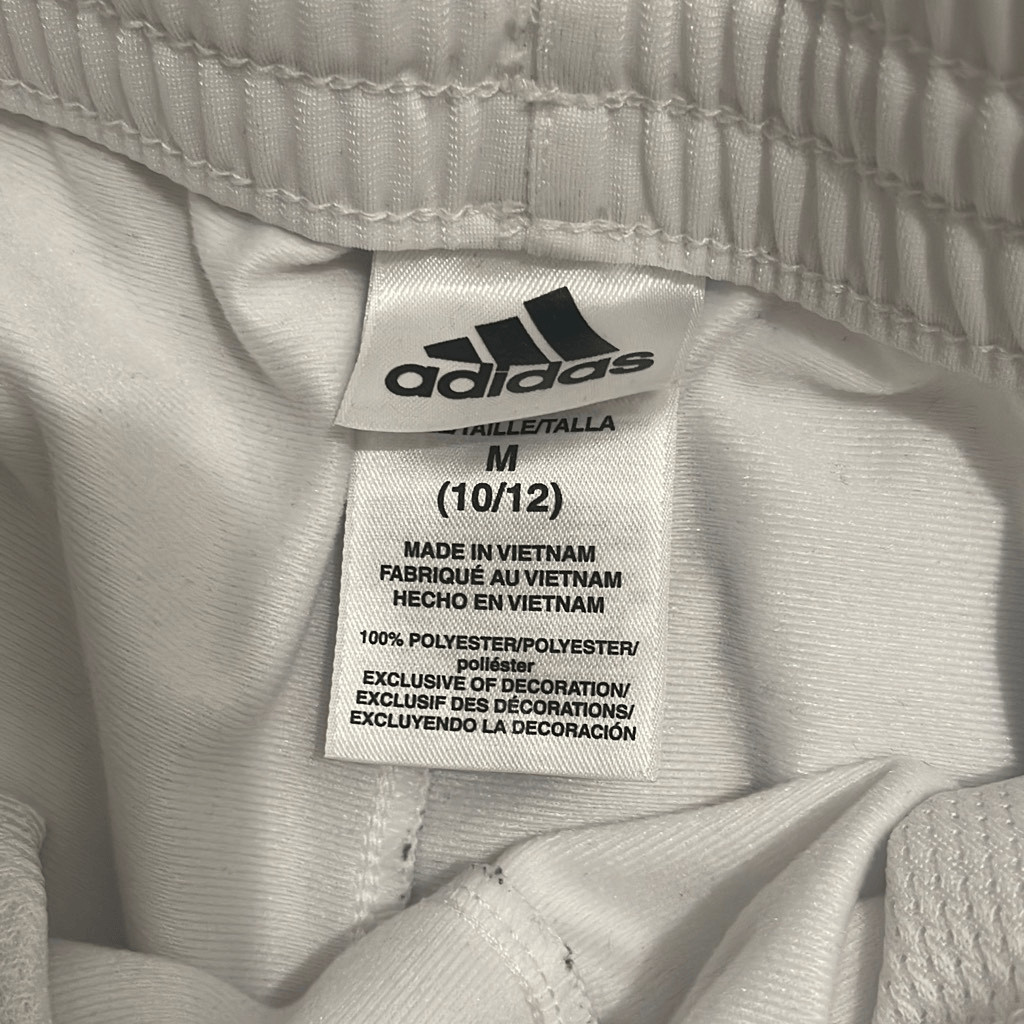 adidas
TAILLE/TALLA
M
(10/12)
MADE IN VIETNAM
FABRIQUÉ AU VIETNAM
HECHO EN VIETNAM
100% POLYESTER/POLYESTER/
poliéster
EXCLUSIVE OF DECORATION/
EXCLUSIF DES DÉCORATIONS/
EXCLUYENDO LA DECORACIÓN